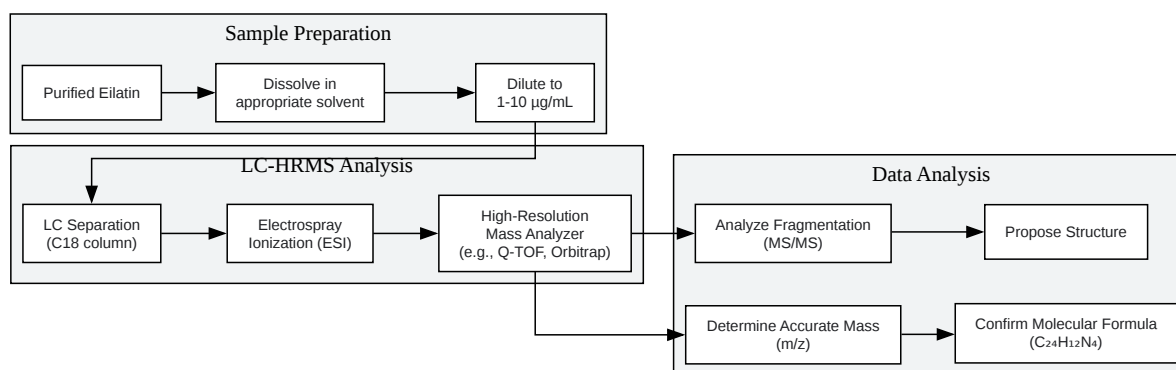 Sample Preparation
Purified Eilatin
Dissolve in
appropriate solvent
Dilute to
1-10 µg/mL
LC-HRMS Analysis
LC Separation
(C18 column)
Electrospray
Ionization (ESI)
High-Resolution
Mass Analyzer
(e.g., Q-TOF, Orbitrap)
Data Analysis
Analyze Fragmentation
(MS/MS)
Propose Structure
Determine Accurate Mass
(m/z)
Confirm Molecular Formula
(C₂₄H₁₂N₄)